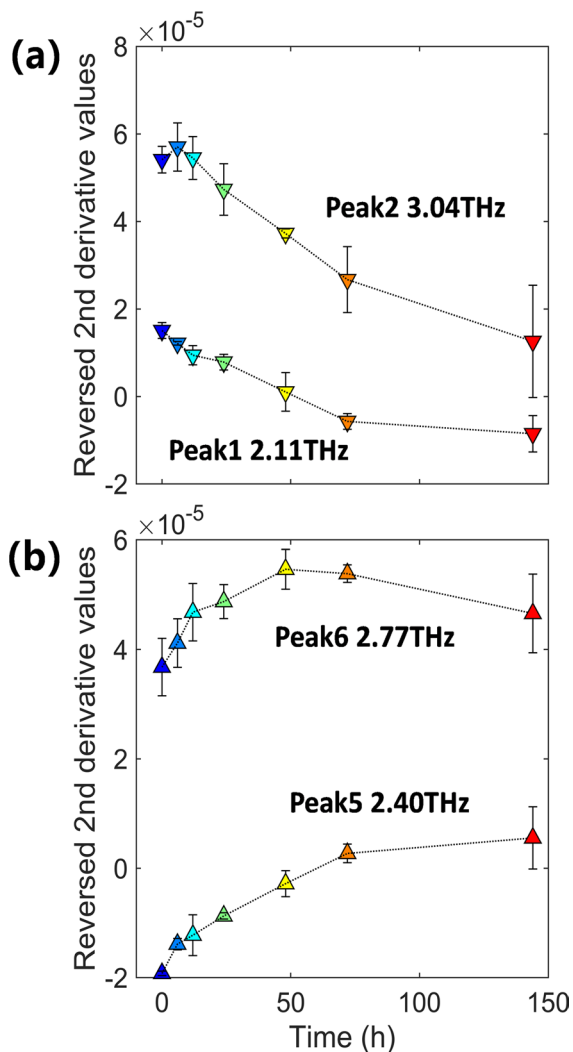 ×10⁻⁵
(a)
8
6
4
2
0
-2
Reversed 2nd derivative values
Peak2 3.04THz
Peak1 2.11THz
×10⁻⁵
(b)
6
4
2
0
-2
Reversed 2nd derivative values
Peak6 2.77THz
Peak5 2.40THz
0 50 100 150
Time (h)